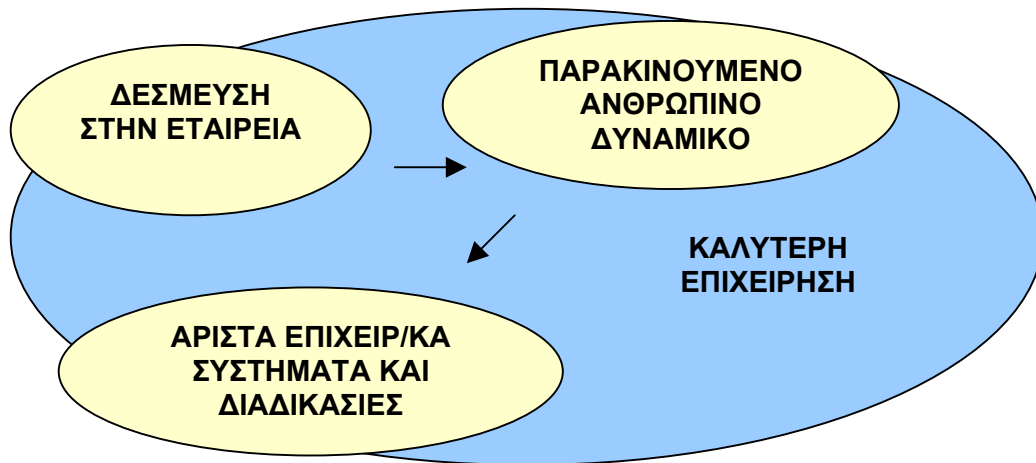 ΔΕΣΜΕΥΣΗ
ΣΤΗΝ ΕΤΑΙΡΕΙΑ
ΠΑΡΑΚΙΝΟΥΜΕΝΟ
ΑΝΘΡΩΠΙΝΟ
ΔΥΝΑΜΙΚΟ
ΚΑΛΥΤΕΡΗ
ΕΠΙΧΕΙΡΗΣΗ
ΑΡΙΣΤΑ ΕΠΙΧΕΙΡ/ΚΑ
ΣΥΣΤΗΜΑΤΑ ΚΑΙ
ΔΙΑΔΙΚΑΣΙΕΣ